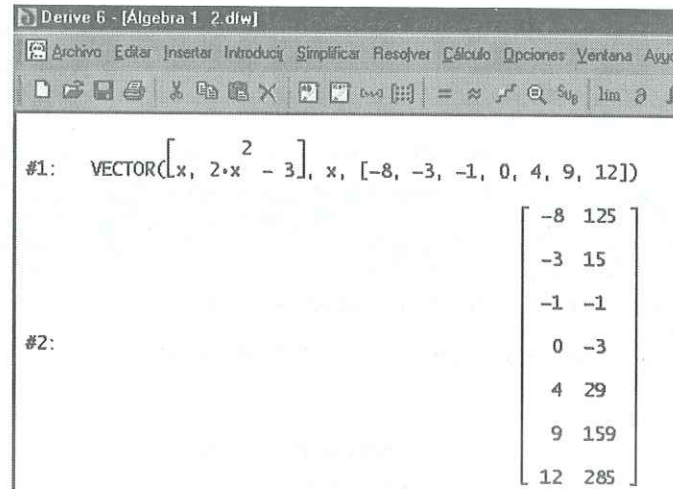 Derive 6 - [Álgebra 1 2.dfw]
Archivo Editar Insertar Introducir Simplificar Resolver Cálculo Opciones Ventana
= ≈ SUB lim ∂
#1: VECTOR([x, 2·x² - 3], x, [-8, -3, -1, 0, 4, 9, 12])
#2:
-8 125
-3 15
-1 -1
0 -3
4 29
9 159
12 285